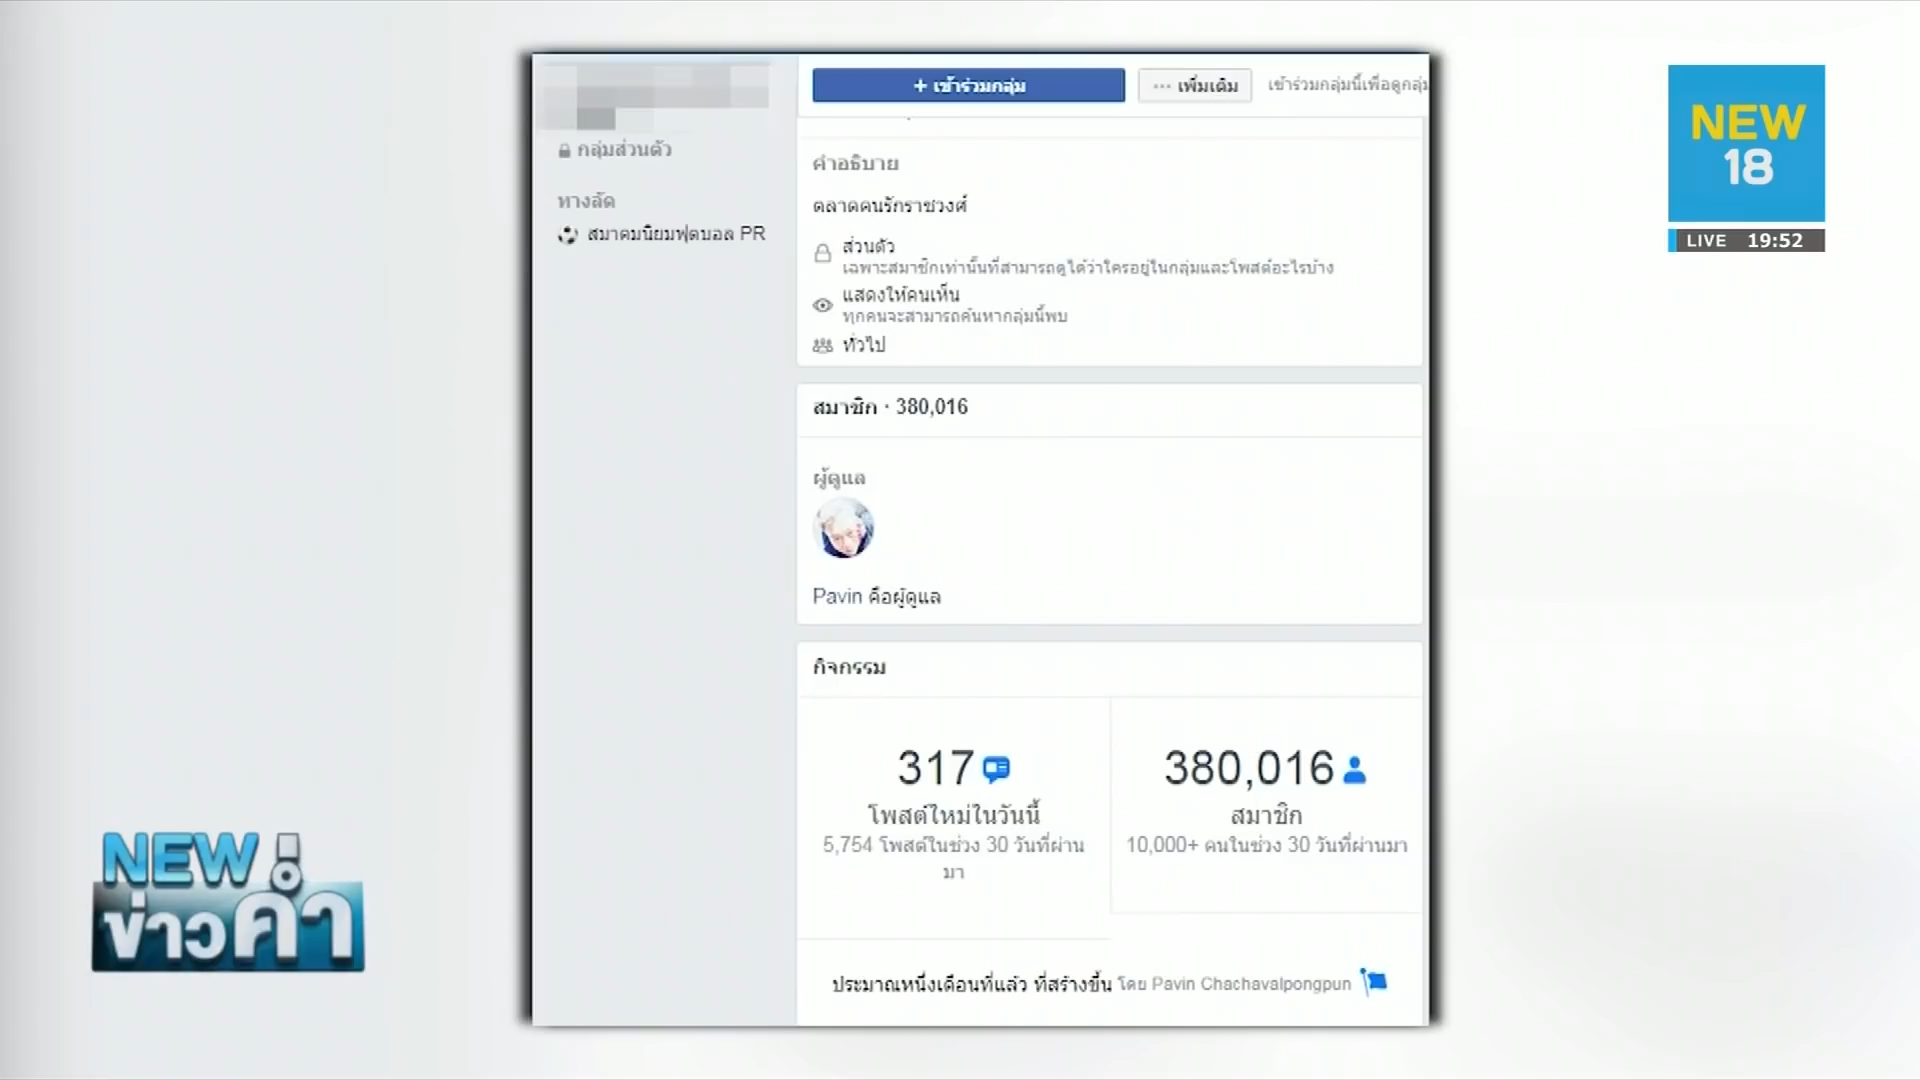 + เข้าร่วมกลุ่ม
··· เพิ่มเติม
เข้าร่วมกลุ่มนี้เพื่อดูกลุ่ม
กลุ่มส่วนตัว
ทางลัด
สมาคมนิยมฟุตบอล PR
คำอธิบาย
ตลาดคนรักราชวงศ์
ส่วนตัว
เฉพาะสมาชิกเท่านั้นที่สามารถดูได้ว่าใครอยู่ในกลุ่มและโพสต์อะไรบ้าง
แสดงให้คนเห็น
ทุกคนจะสามารถค้นหากลุ่มนี้พบ
ทั่วไป
สมาชิก · 380,016
ผู้ดูแล
Pavin คือผู้ดูแล
กิจกรรม
317
โพสต์ใหม่ในวันนี้
5,754 โพสต์ในช่วง 30 วันที่ผ่าน
มา
380,016
สมาชิก
10,000+ คนในช่วง 30 วันที่ผ่านมา
ประมาณหนึ่งเดือนที่แล้ว ที่สร้างขึ้น โดย Pavin Chachavalpongpun
NEW
18
LIVE 19:52
NEW
ข่าวค่ำ